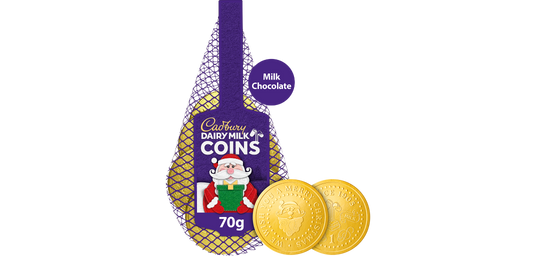 Milk
Chocolate
Cadbury
DAIRY MILK
COINS
70g